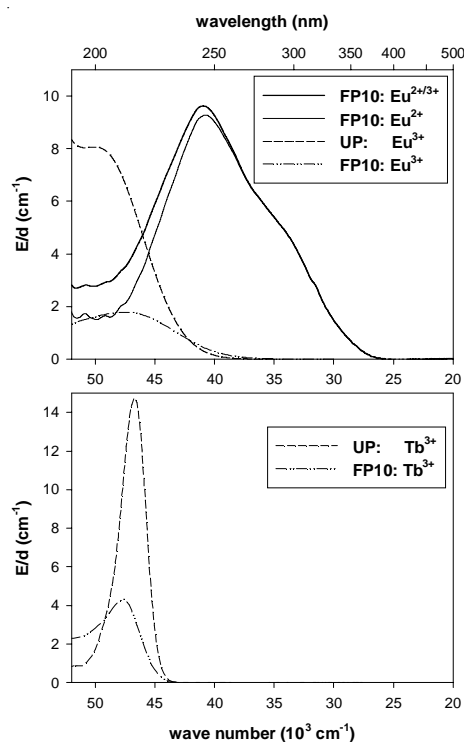 wavelength (nm)
200 250 300 350 400 500
10
8
6
4
2
0
E/d (cm⁻¹)
FP10: Eu²⁺/³⁺
FP10: Eu²⁺
UP: Eu³⁺
FP10: Eu³⁺
50 45 40 35 30 25 20
14
12
10
8
6
4
2
0
E/d (cm⁻¹)
UP: Tb³⁺
FP10: Tb³⁺
50 45 40 35 30 25 20
wave number (10³ cm⁻¹)